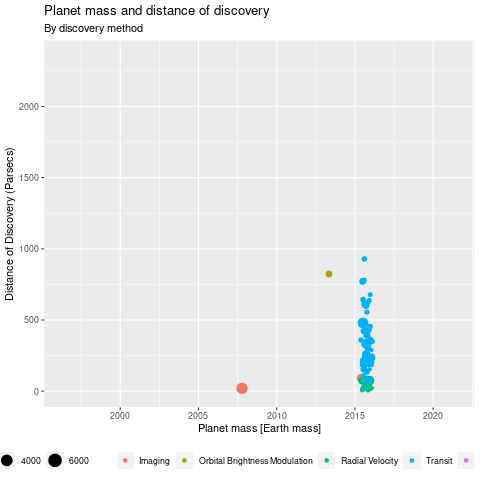 Planet mass and distance of discovery
By discovery method
2000
1500
1000
500
0
Distance of Discovery (Parsecs)
2000 2005 2010 2015 2020
Planet mass [Earth mass]
4000 6000 Imaging Orbital Brightness Modulation Radial Velocity Transit